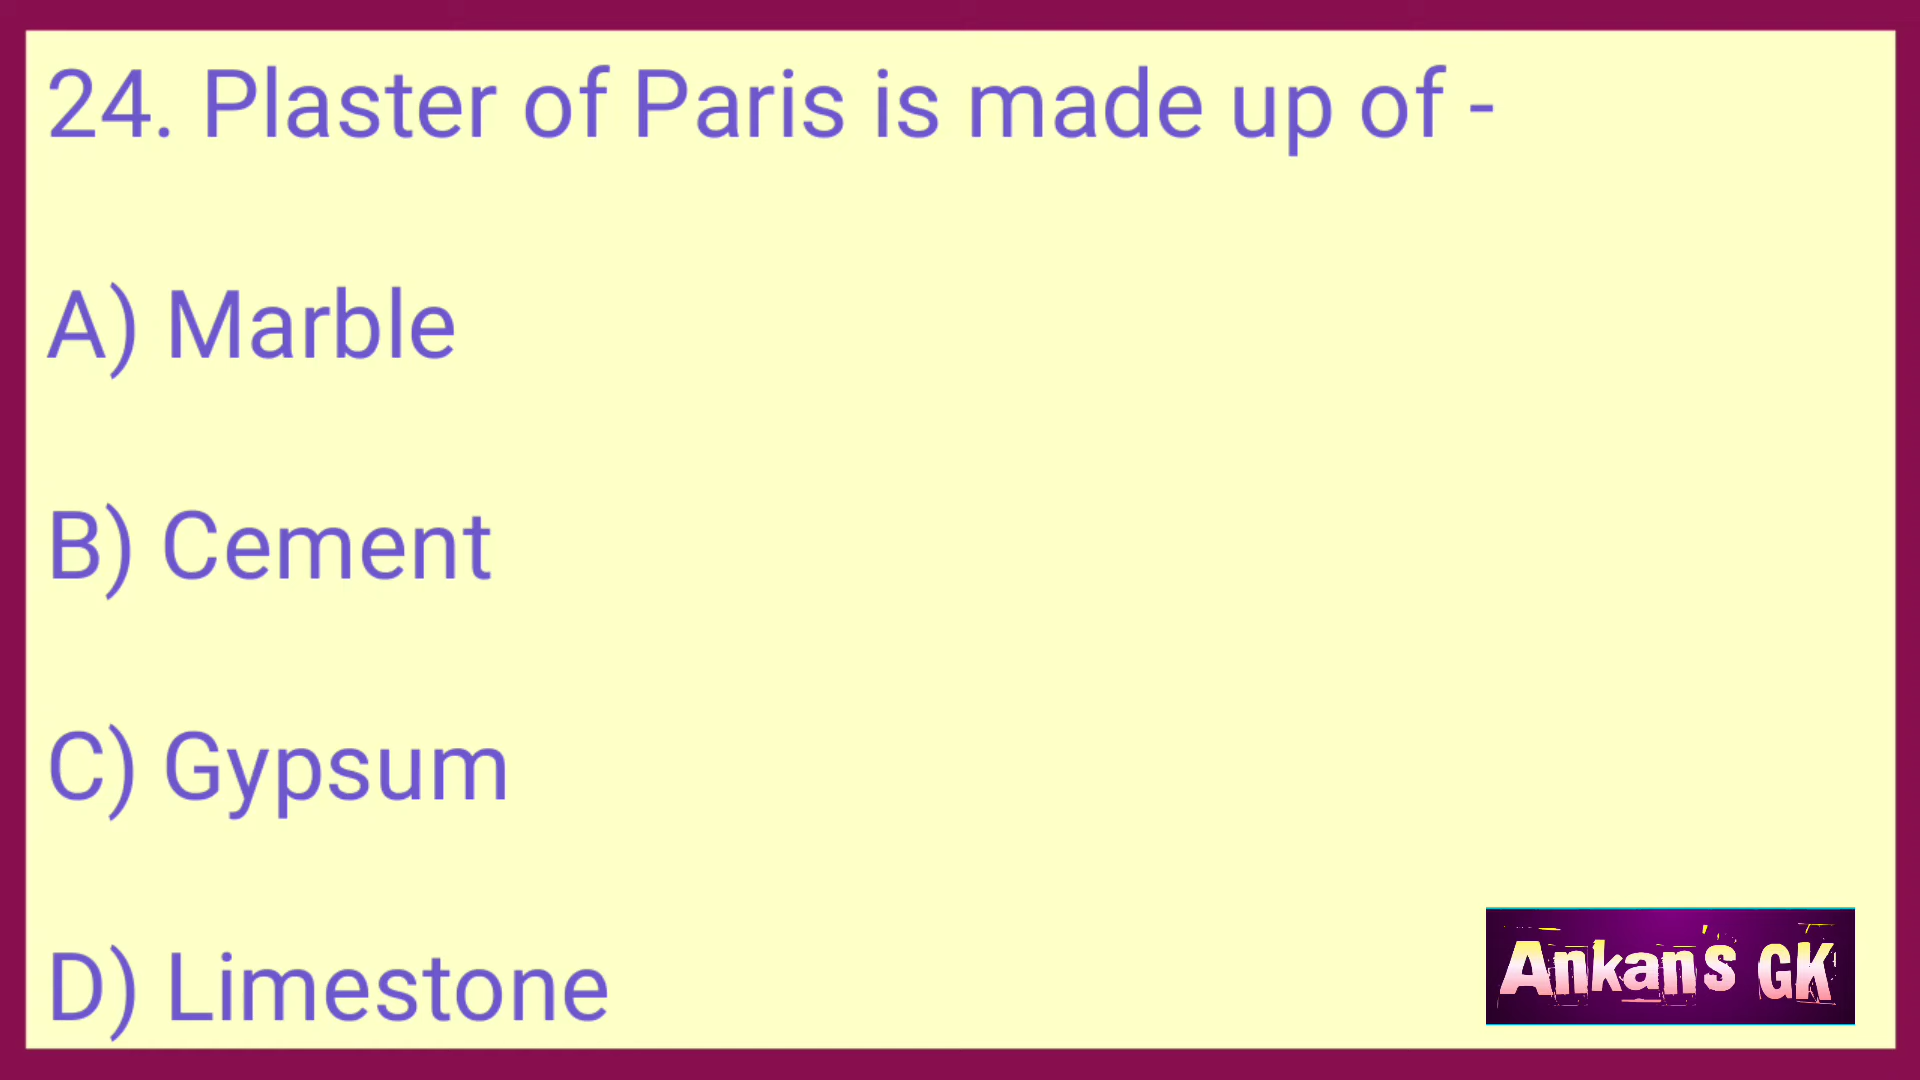 24. Plaster of Paris is made up of -
A) Marble
B) Cement
C) Gypsum
D) Limestone
Ankan's GK